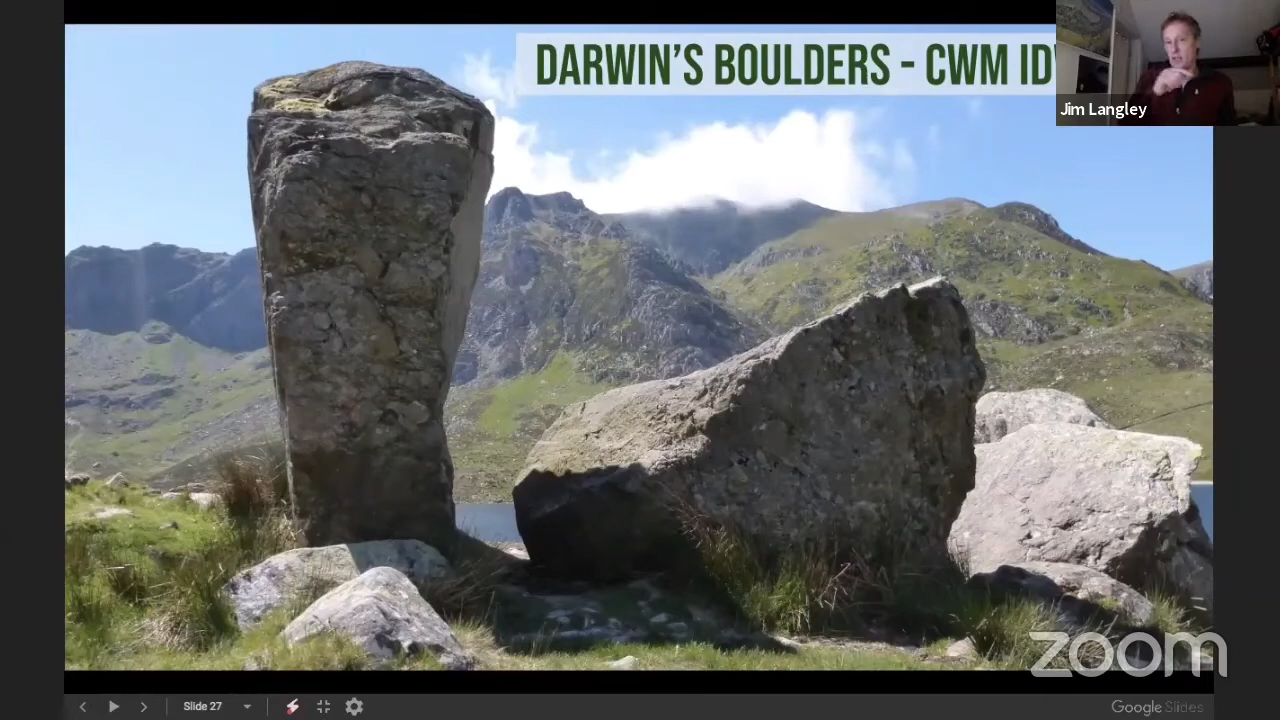 DARWIN'S BOULDERS - CWM ID
Jim Langley
zoom
Slide 27
Google Slides